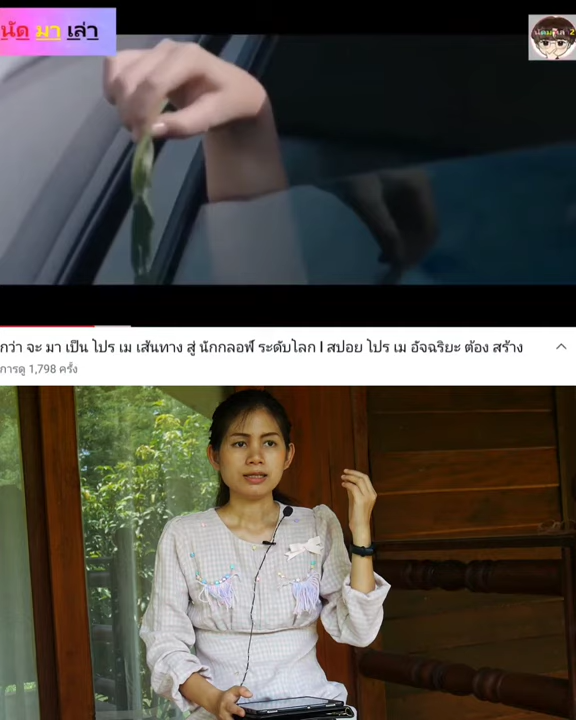 นัด มา เล่า
กว่า จะ มา เป็น โปร เม เส้นทาง สู่ นักกลอฟ์ ระดับโลก l สปอย โปร เม อัจฉริยะ ต้อง สร้าง
การดู 1,798 ครั้ง